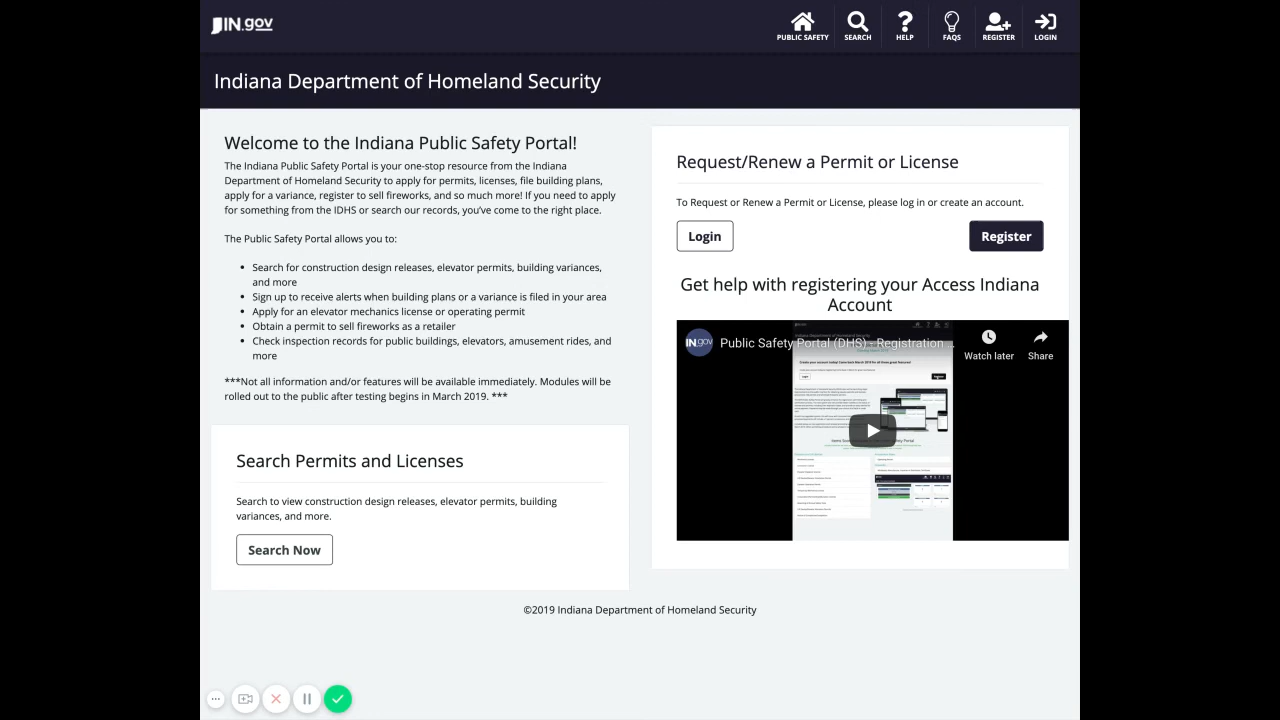 IN.gov
PUBLIC SAFETY
SEARCH
HELP
FAQS
REGISTER
LOGIN
Indiana Department of Homeland Security
Welcome to the Indiana Public Safety Portal!
The Indiana Public Safety Portal is your one-stop resource from the Indiana
Department of Homeland Security to apply for permits, licenses, file building plans,
apply for a variance, register to sell fireworks, and so much more! If you need to apply
for something from the IDHS or search our records, you've come to the right place.
The Public Safety Portal allows you to:
• Search for construction design releases, elevator permits, building variances,
and more
• Sign up to receive alerts when building plans or a variance is filed in your area
• Apply for an elevator mechanics license or operating permit
• Obtain a permit to sell fireworks as a retailer
• Check inspection records for public buildings, elevators, amusement rides, and
more
***Not all information and/or features will be available immediately. Modules will be
rolled out to the public after testing begins in March 2019. ***
Search Permits and Licenses
Search to view construction design releases, elevator permits, building
variances, and more.
Search Now
Request/Renew a Permit or License
To Request or Renew a Permit or License, please log in or create an account.
Login
Register
Get help with registering your Access Indiana
Account
IN.gov
Public Safety Portal (DHS) - Registration ...
Watch later
Share
Indiana Department of Homeland Security
©2019 Indiana Department of Homeland Security